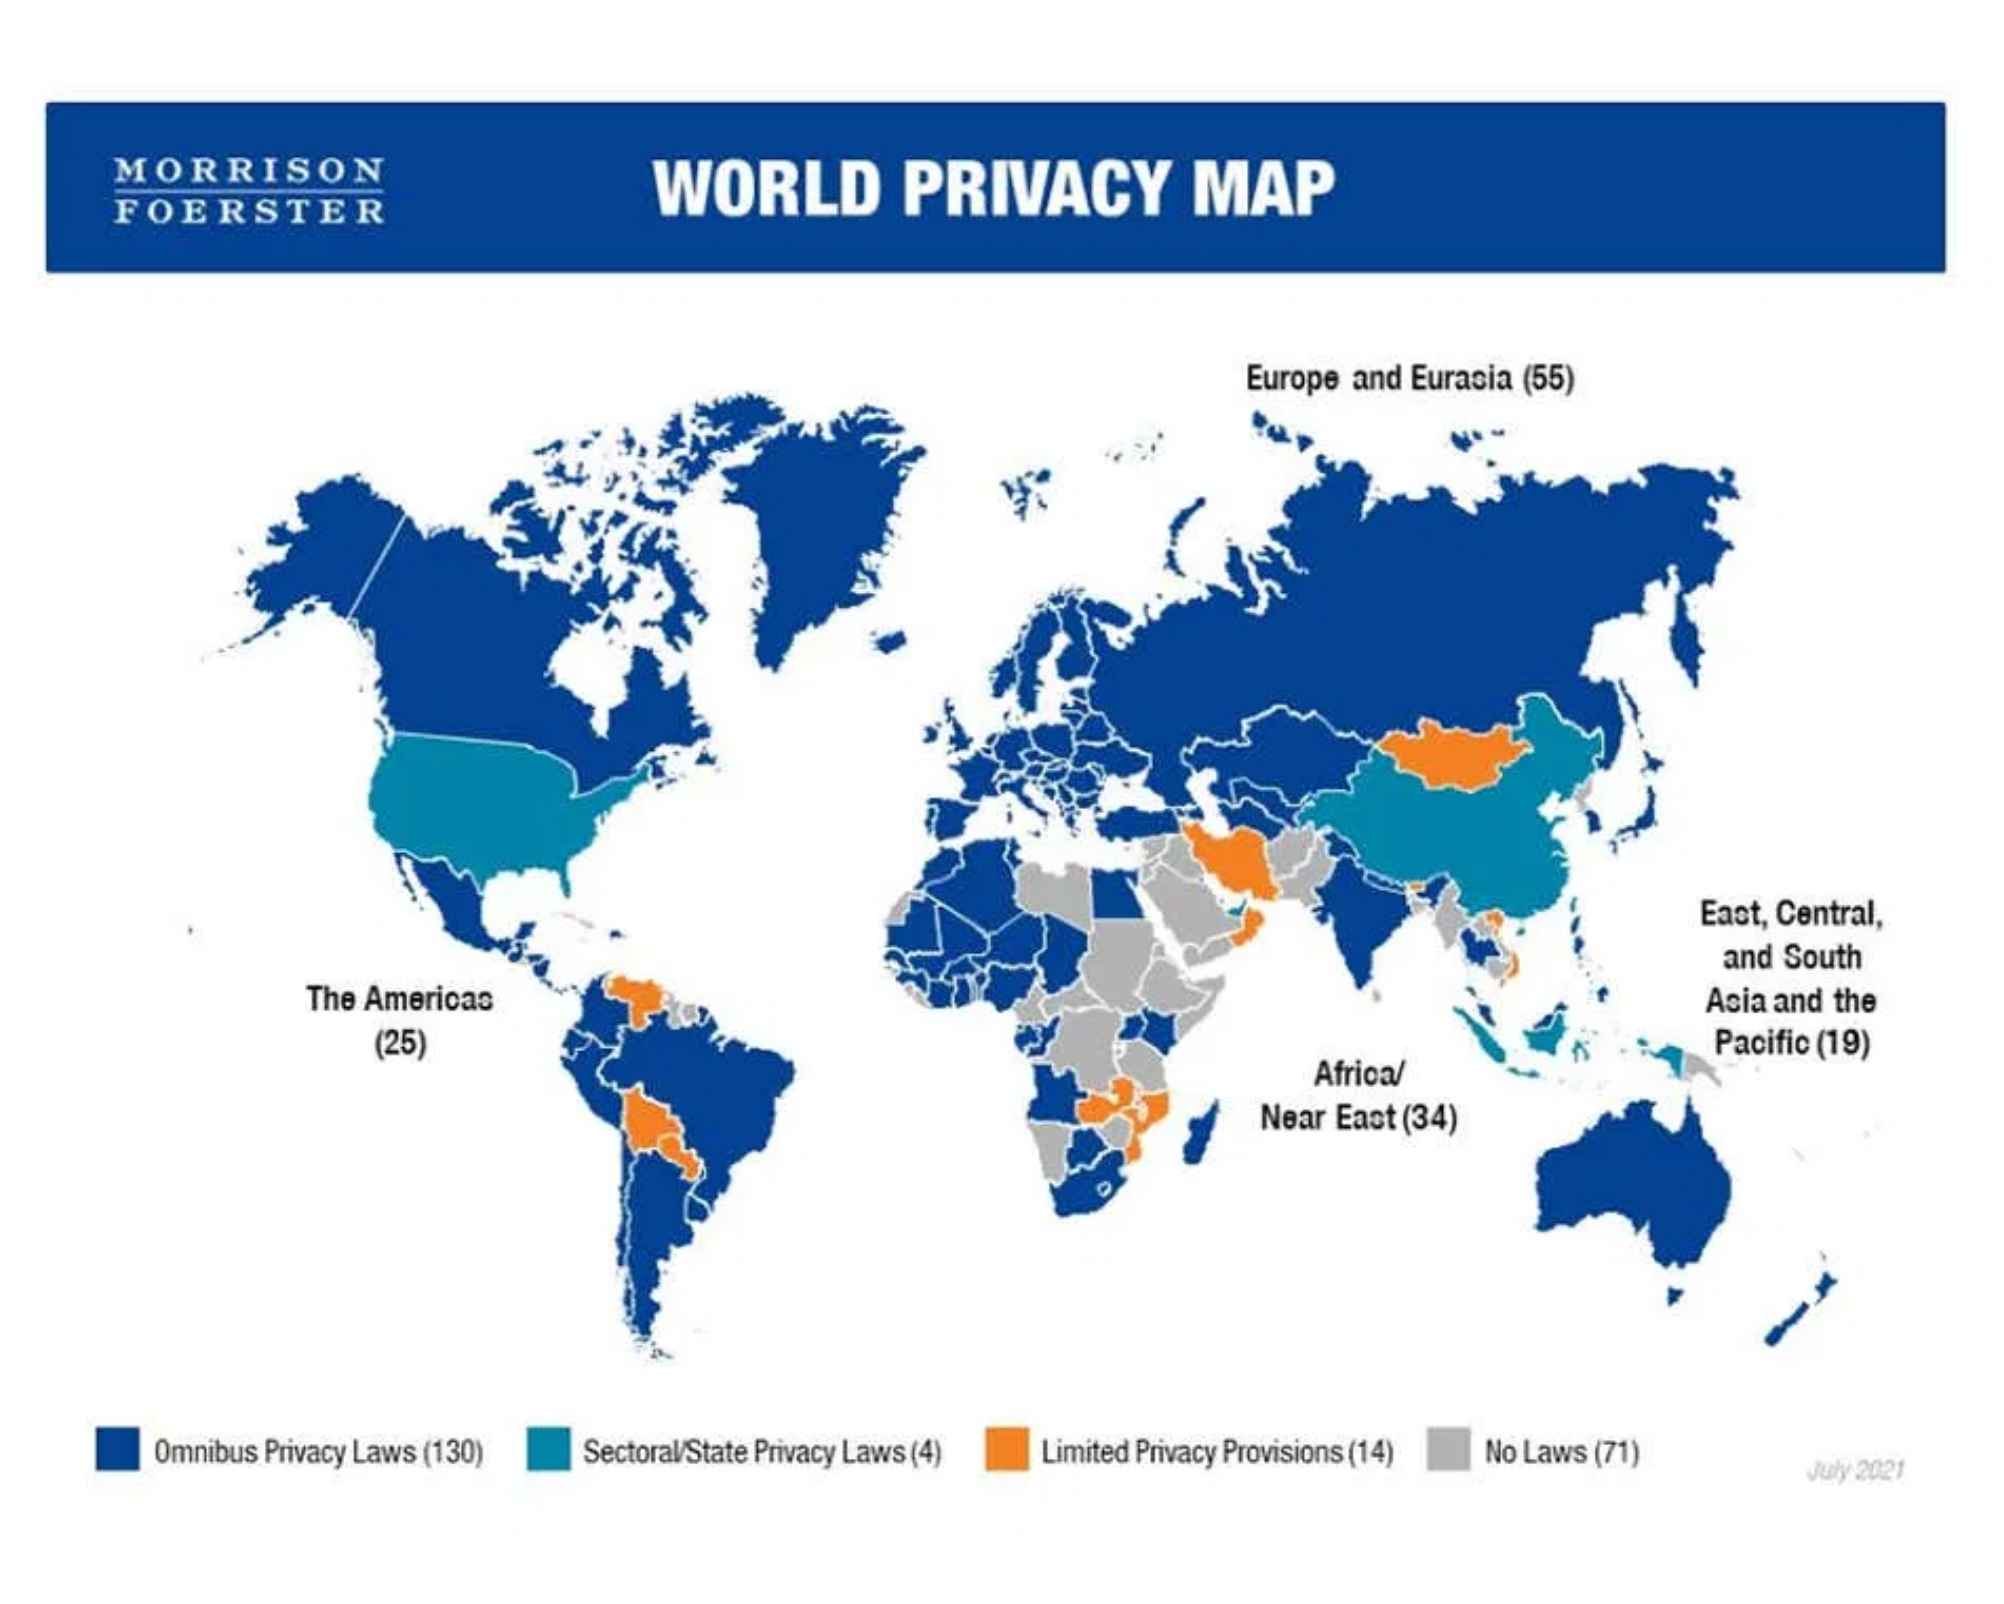 MORRISON
FOERSTER
WORLD PRIVACY MAP
Europe and Eurasia (55)
East, Central,
and South
Asia and the
Pacific (19)
The Americas
(25)
Africa/
Near East (34)
Omnibus Privacy Laws (130)
Sectoral/State Privacy Laws (4)
Limited Privacy Provisions (14)
No Laws (71)
July 2021